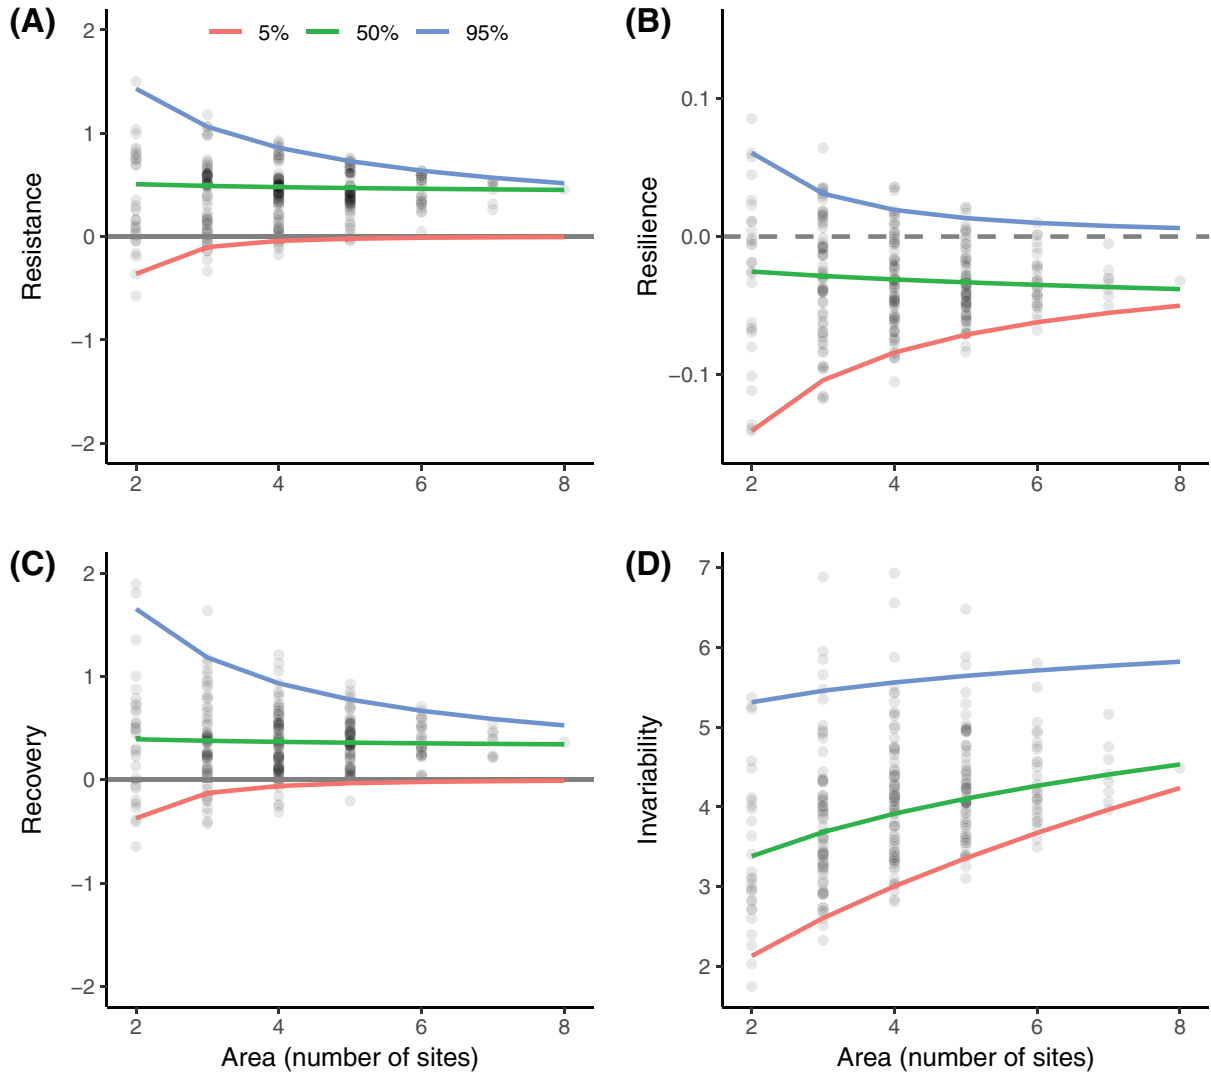 (A)
5% 50% 95%
Resistance
2
1
0
−1
−2
2 4 6 8
(B)
Resilience
0.1
0.0
−0.1
2 4 6 8
(C)
Recovery
2
1
0
−1
−2
2 4 6 8
Area (number of sites)
(D)
Invariability
7
6
5
4
3
2
2 4 6 8
Area (number of sites)